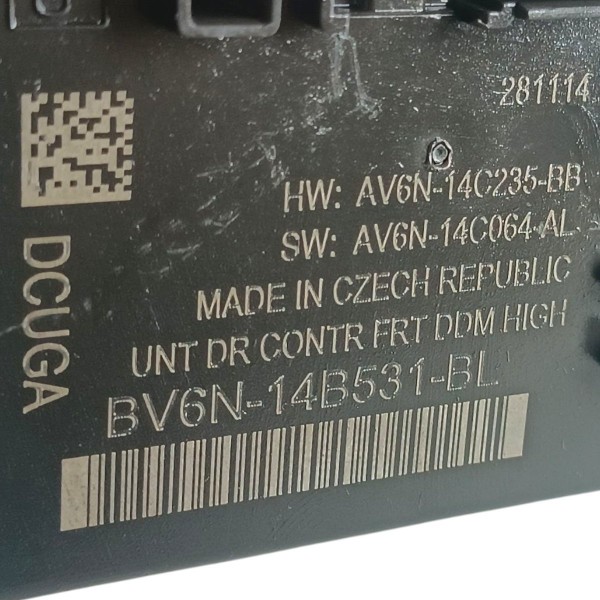 281114
HW: AV6N-14C235-BB
SW: AV6N-14C064-AL
MADE IN CZECH REPUBLIC
UNT DR CONTR FRT DDM HIGH
BV6N-14B531-BL
DCUGA